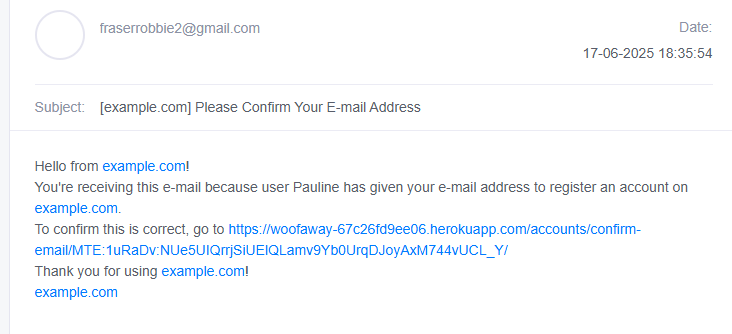 fraserrobbie2@gmail.com
Date:
17-06-2025 18:35:54
Subject: [example.com] Please Confirm Your E-mail Address
Hello from example.com!
You're receiving this e-mail because user Pauline has given your e-mail address to register an account on
example.com.
To confirm this is correct, go to https://woofaway-67c26fd9ee06.herokuapp.com/accounts/confirm-
email/MTE:1uRaDv:NUe5UIQrrjSiUElQLamv9Yb0UrqDJoyAxM744vUCL_Y/
Thank you for using example.com!
example.com